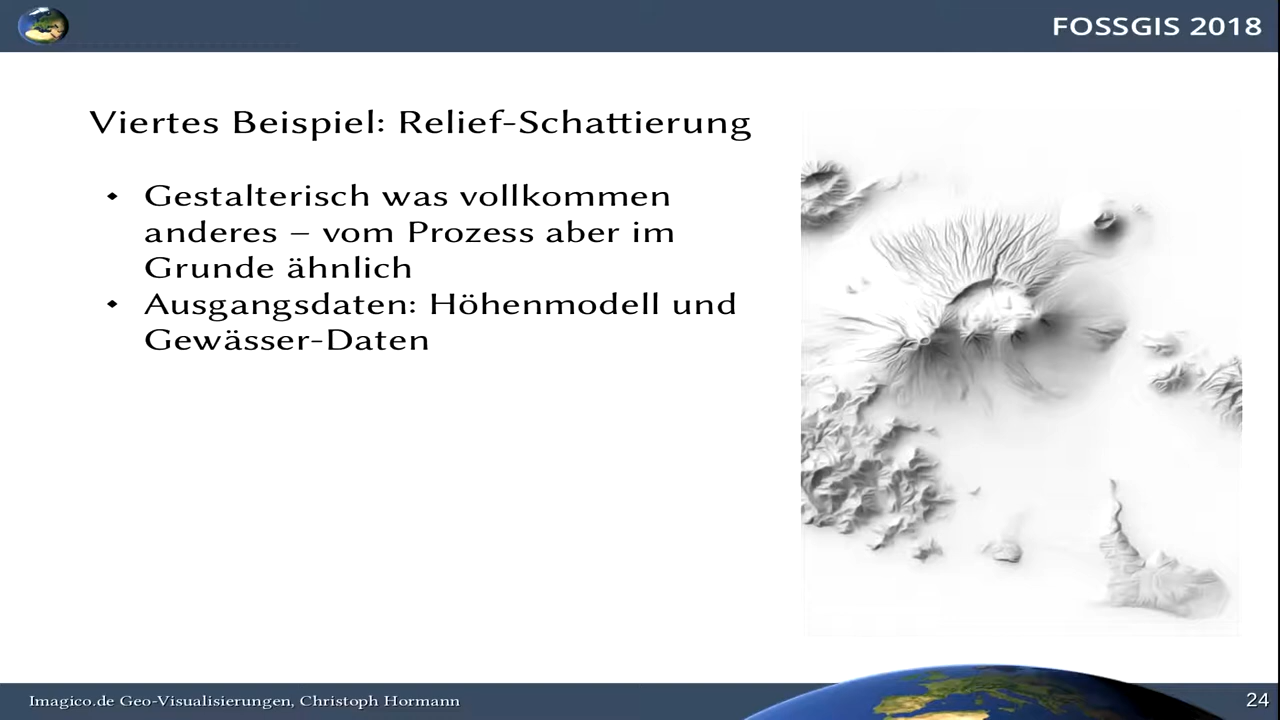 FOSSGIS 2018
Viertes Beispiel: Relief-Schattierung
Gestalterisch was vollkommen
anderes – vom Prozess aber im
Grunde ähnlich
Ausgangsdaten: Höhenmodell und
Gewässer-Daten
Imagico.de Geo-Visualisierungen, Christoph Hormann
24